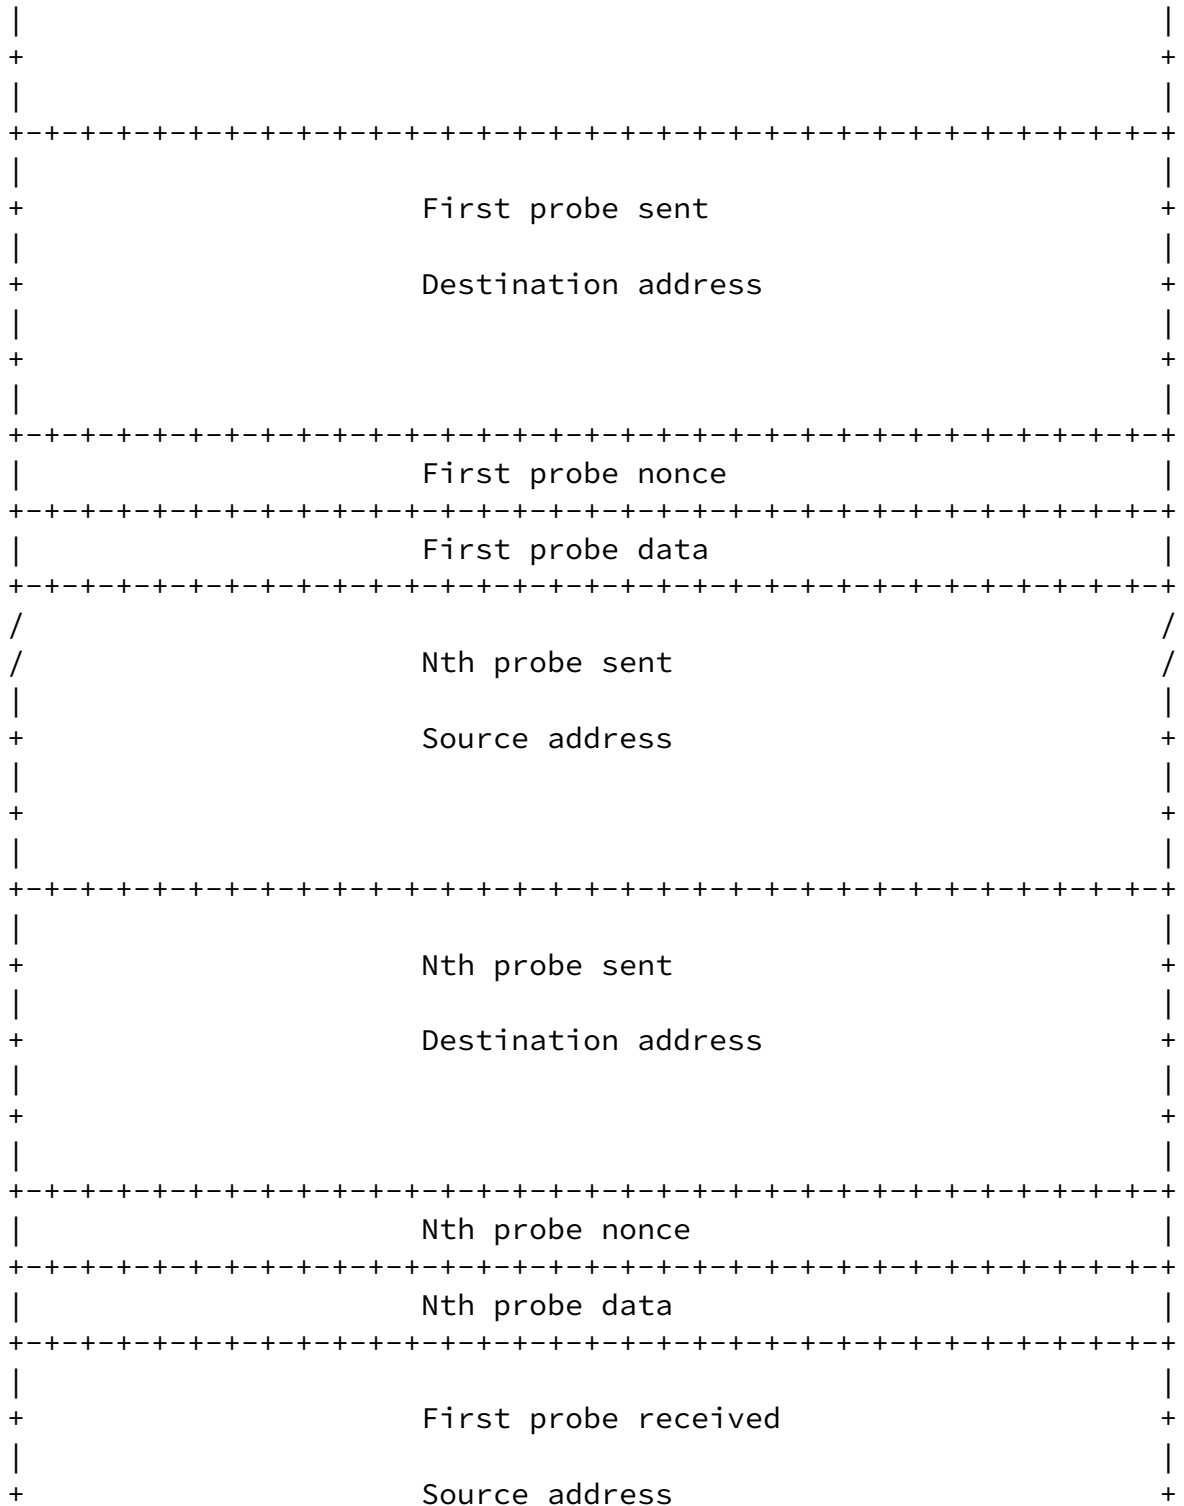 |                                                               |
+                                                               +
|                                                               |
+-+-+-+-+-+-+-+-+-+-+-+-+-+-+-+-+-+-+-+-+-+-+-+-+-+-+-+-+-+-+-+-+
|                                                               |
+                      First probe sent                         +
|                                                               |
+                      Destination address                      +
|                                                               |
+                                                               +
|                                                               |
+-+-+-+-+-+-+-+-+-+-+-+-+-+-+-+-+-+-+-+-+-+-+-+-+-+-+-+-+-+-+-+-+
|                      First probe nonce                        |
+-+-+-+-+-+-+-+-+-+-+-+-+-+-+-+-+-+-+-+-+-+-+-+-+-+-+-+-+-+-+-+-+
|                      First probe data                         |
+-+-+-+-+-+-+-+-+-+-+-+-+-+-+-+-+-+-+-+-+-+-+-+-+-+-+-+-+-+-+-+-+
/                                                               /
/                      Nth probe sent                           /
|                                                               |
+                      Source address                           +
|                                                               |
+                                                               +
|                                                               |
+-+-+-+-+-+-+-+-+-+-+-+-+-+-+-+-+-+-+-+-+-+-+-+-+-+-+-+-+-+-+-+-+
|                                                               |
+                      Nth probe sent                           +
|                                                               |
+                      Destination address                      +
|                                                               |
+                                                               +
|                                                               |
+-+-+-+-+-+-+-+-+-+-+-+-+-+-+-+-+-+-+-+-+-+-+-+-+-+-+-+-+-+-+-+-+
|                      Nth probe nonce                          |
+-+-+-+-+-+-+-+-+-+-+-+-+-+-+-+-+-+-+-+-+-+-+-+-+-+-+-+-+-+-+-+-+
|                      Nth probe data                           |
+-+-+-+-+-+-+-+-+-+-+-+-+-+-+-+-+-+-+-+-+-+-+-+-+-+-+-+-+-+-+-+-+
|                                                               |
+                      First probe received                     +
|                                                               |
+                      Source address                           +